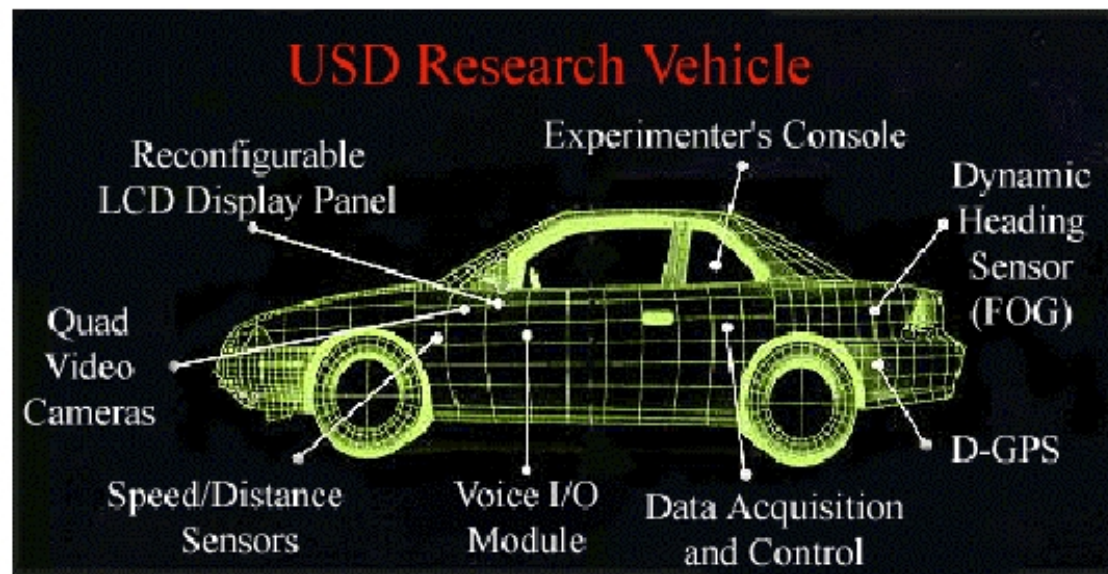 USD Research Vehicle
Experimenter's Console
Reconfigurable
LCD Display Panel
Dynamic
Heading
Sensor
(FOG)
Quad
Video
Cameras
D-GPS
Speed/Distance
Sensors
Voice I/O
Module
Data Acquisition
and Control